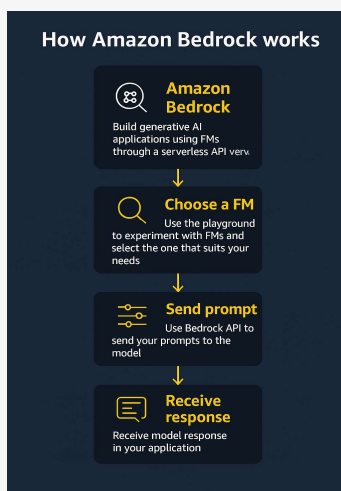 How Amazon Bedrock works
Amazon
Bedrock
Build generative AI
applications using FMs
through a serverless API
Choose a FM
Use the playground
to experiment with FMs and
select the one that suits your
needs
Send prompt
Use Bedrock API to
send your prompts to the
model
Receive
response
Receive model response
in your application